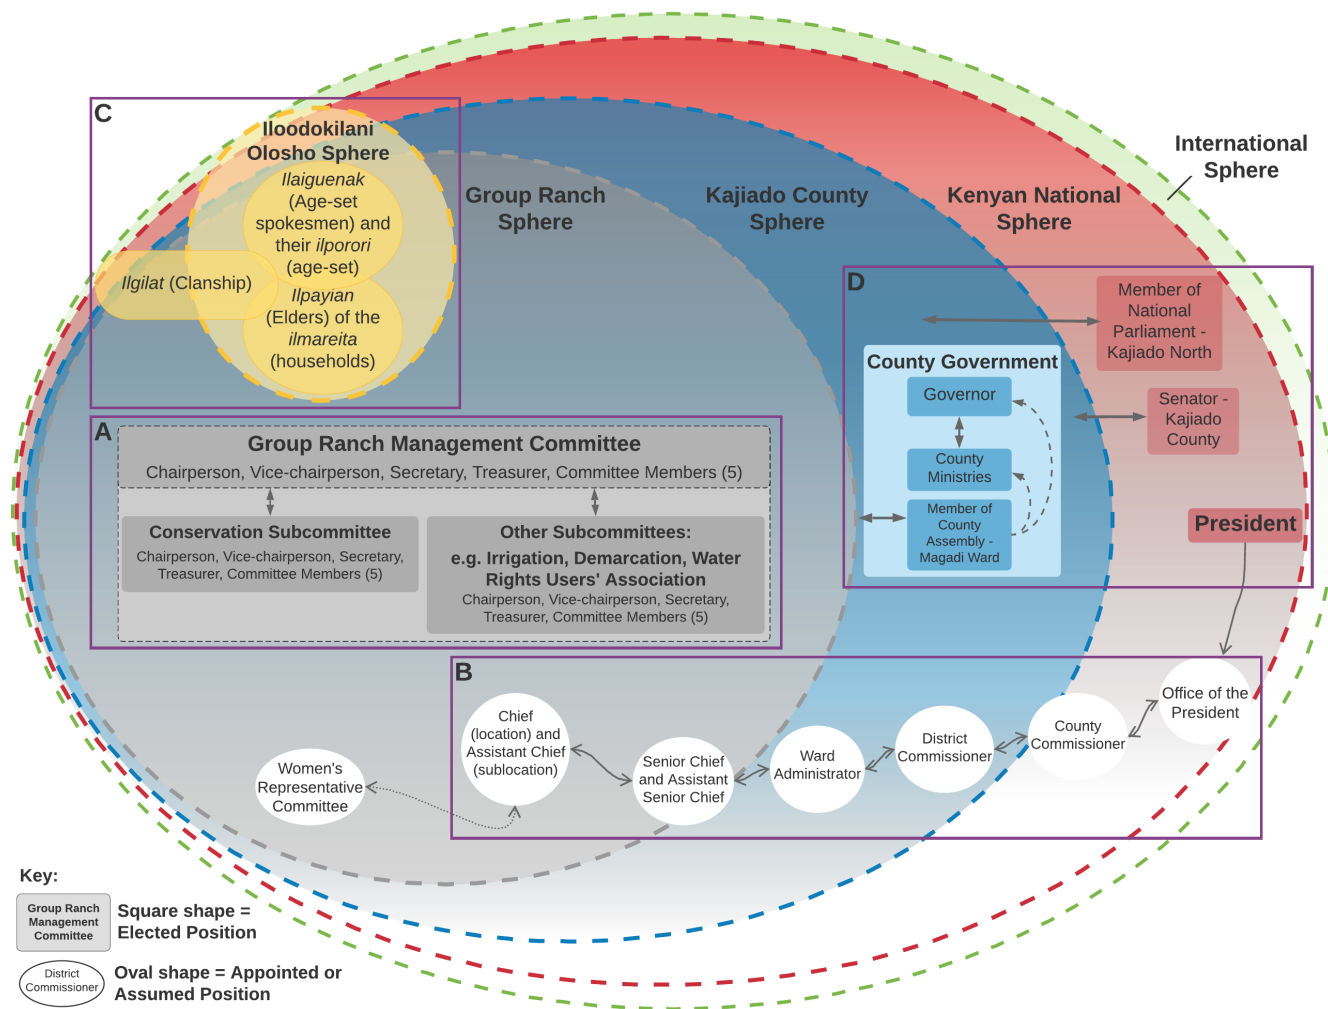 C
Iloodokilani
Olosho Sphere
Ilaiguenak
(Age-set
spokesmen) and
their ilporori
(age-set)
Ilgilat (Clanship)
Ilpayian
(Elders) of the
ilmareita
(households)
Group Ranch
Sphere
Kajiado County
Sphere
Kenyan National
Sphere
International
Sphere
D
Member of
National
Parliament -
Kajiado North
County Government
Governor
County
Ministries
Member of
County
Assembly -
Magadi Ward
Senator -
Kajiado
County
President
A
Group Ranch Management Committee
Chairperson, Vice-chairperson, Secretary, Treasurer, Committee Members (5)
Conservation Subcommittee
Chairperson, Vice-chairperson, Secretary,
Treasurer, Committee Members (5)
Other Subcommittees:
e.g. Irrigation, Demarcation, Water
Rights Users' Association
Chairperson, Vice-chairperson, Secretary,
Treasurer, Committee Members (5)
B
Chief
(location) and
Assistant Chief
(sublocation)
Senior Chief
and Assistant
Senior Chief
Ward
Administrator
District
Commissioner
County
Commissioner
Office of the
President
Women's
Representative
Committee
Key:
Group Ranch
Management
Committee
Square shape =
Elected Position
District
Commissioner
Oval shape = Appointed or
Assumed Position